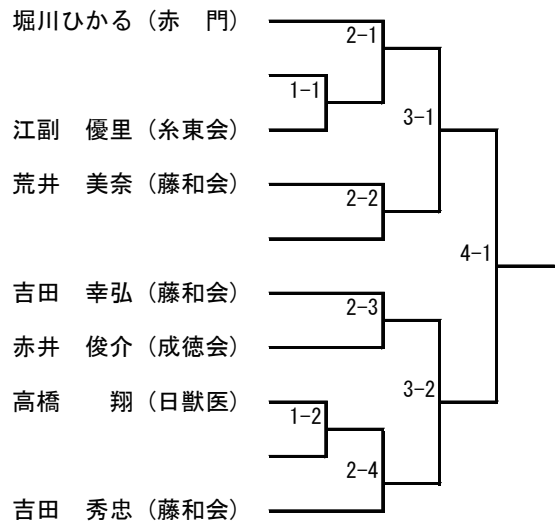 堀川ひかる（赤　門）
2-1
1-1
江副　優里（糸東会）
3-1
荒井　美奈（藤和会）
2-2
4-1
吉田　幸弘（藤和会）
2-3
赤井　俊介（成徳会）
3-2
高橋　　翔（日獣医）
1-2
2-4
吉田　秀忠（藤和会）